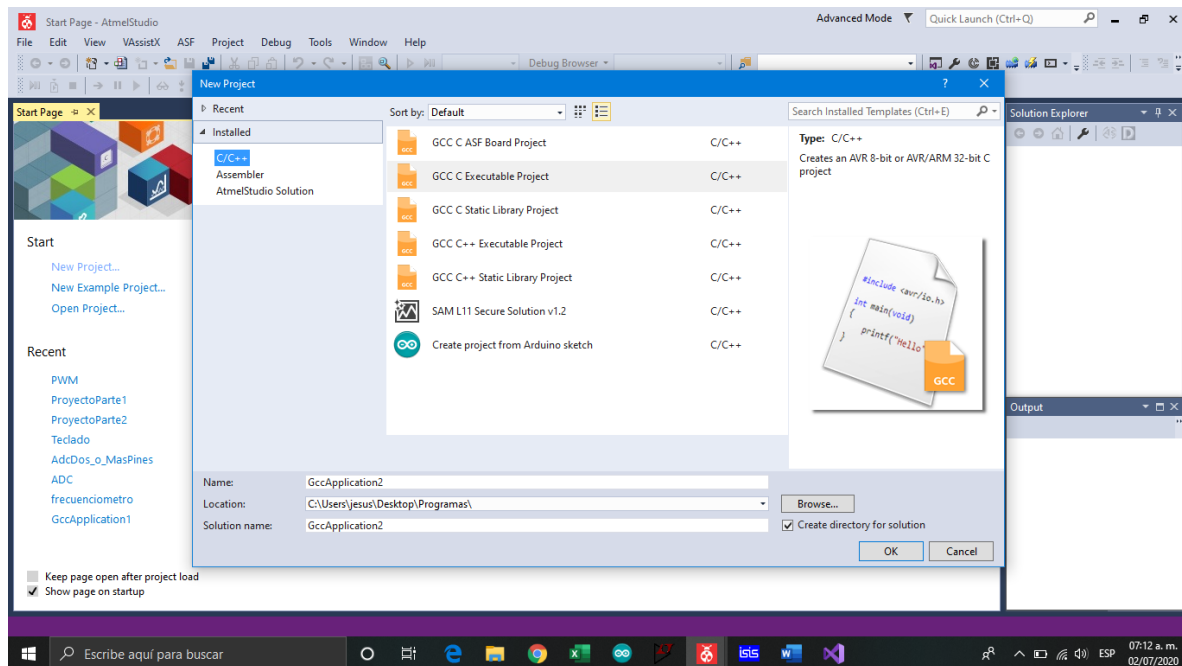 Start Page - AtmelStudio
Advanced Mode
Quick Launch (Ctrl+Q)
File Edit View VAssistX ASF Project Debug Tools Window Help
Debug Browser
New Project
Start Page
Recent
Installed
C/C++
Assembler
AtmelStudio Solution
Sort by: Default
GCC C ASF Board Project C/C++
GCC C Executable Project C/C++
GCC C Static Library Project C/C++
GCC C++ Executable Project C/C++
GCC C++ Static Library Project C/C++
SAM L11 Secure Solution v1.2 C/C++
Create project from Arduino sketch C/C++
Search Installed Templates (Ctrl+E)
Type: C/C++
Creates an AVR 8-bit or AVR/ARM 32-bit C
project
#include <avr/io.h>
int main(void)
{
printf("Hello"
}
GCC
Name: GccApplication2
Location: C:\Users\jesus\Desktop\Programas\
Solution name: GccApplication2
Browse...
Create directory for solution
OK Cancel
Start
New Project...
New Example Project...
Open Project...
Recent
PWM
ProyectoParte1
ProyectoParte2
Teclado
AdcDos_o_MasPines
ADC
frecuenciometro
GccApplication1
Keep page open after project load
Show page on startup
Solution Explorer
Output
Escribe aquí para buscar
isis
ESP
07:12 a. m.
02/07/2020